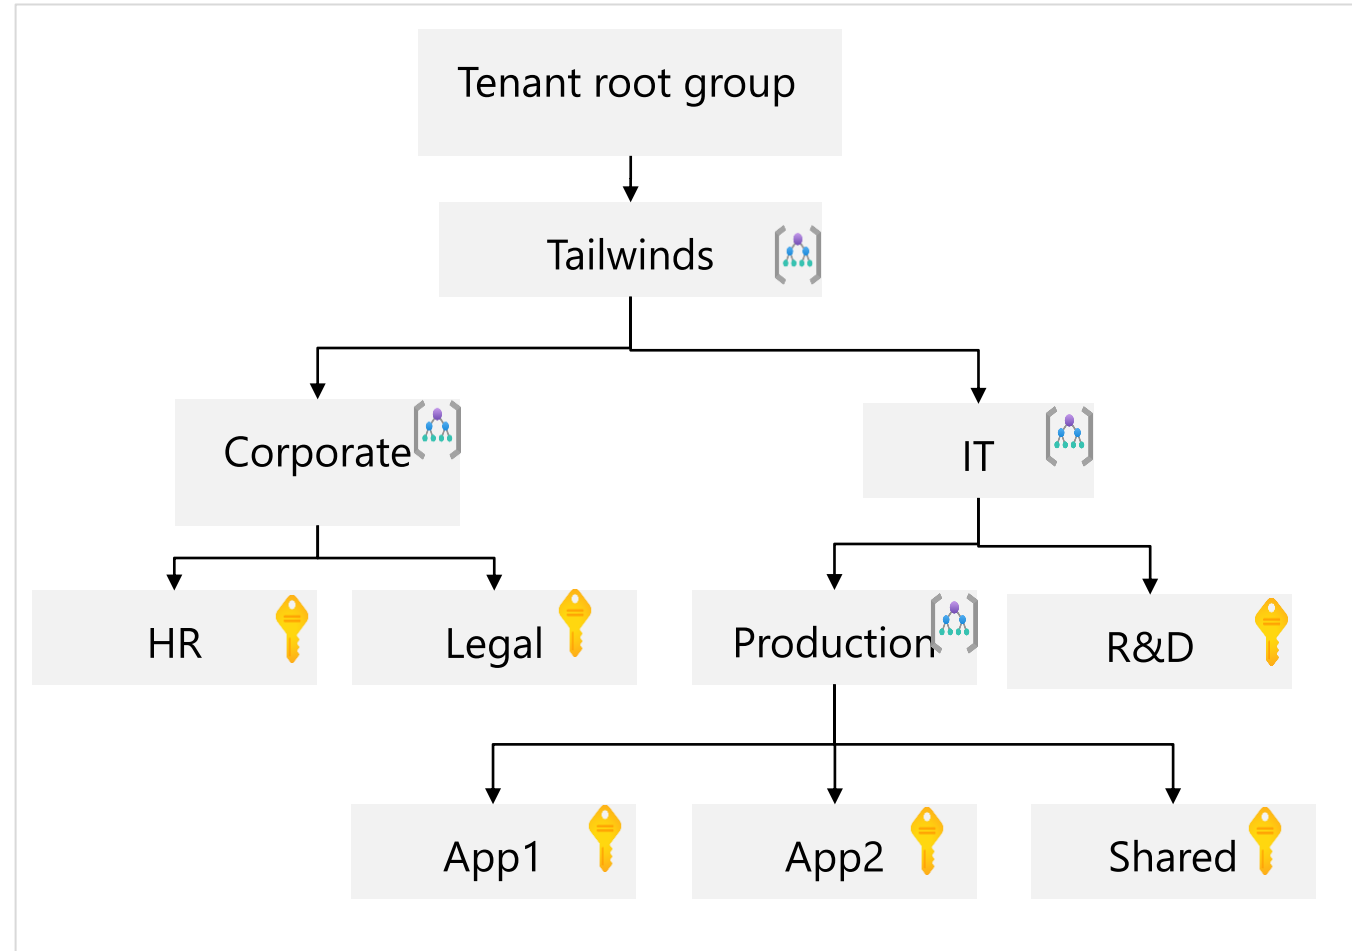 Tenant root group
Tailwinds
Corporate
IT
HR
Legal
Production
R&D
App1
App2
Shared